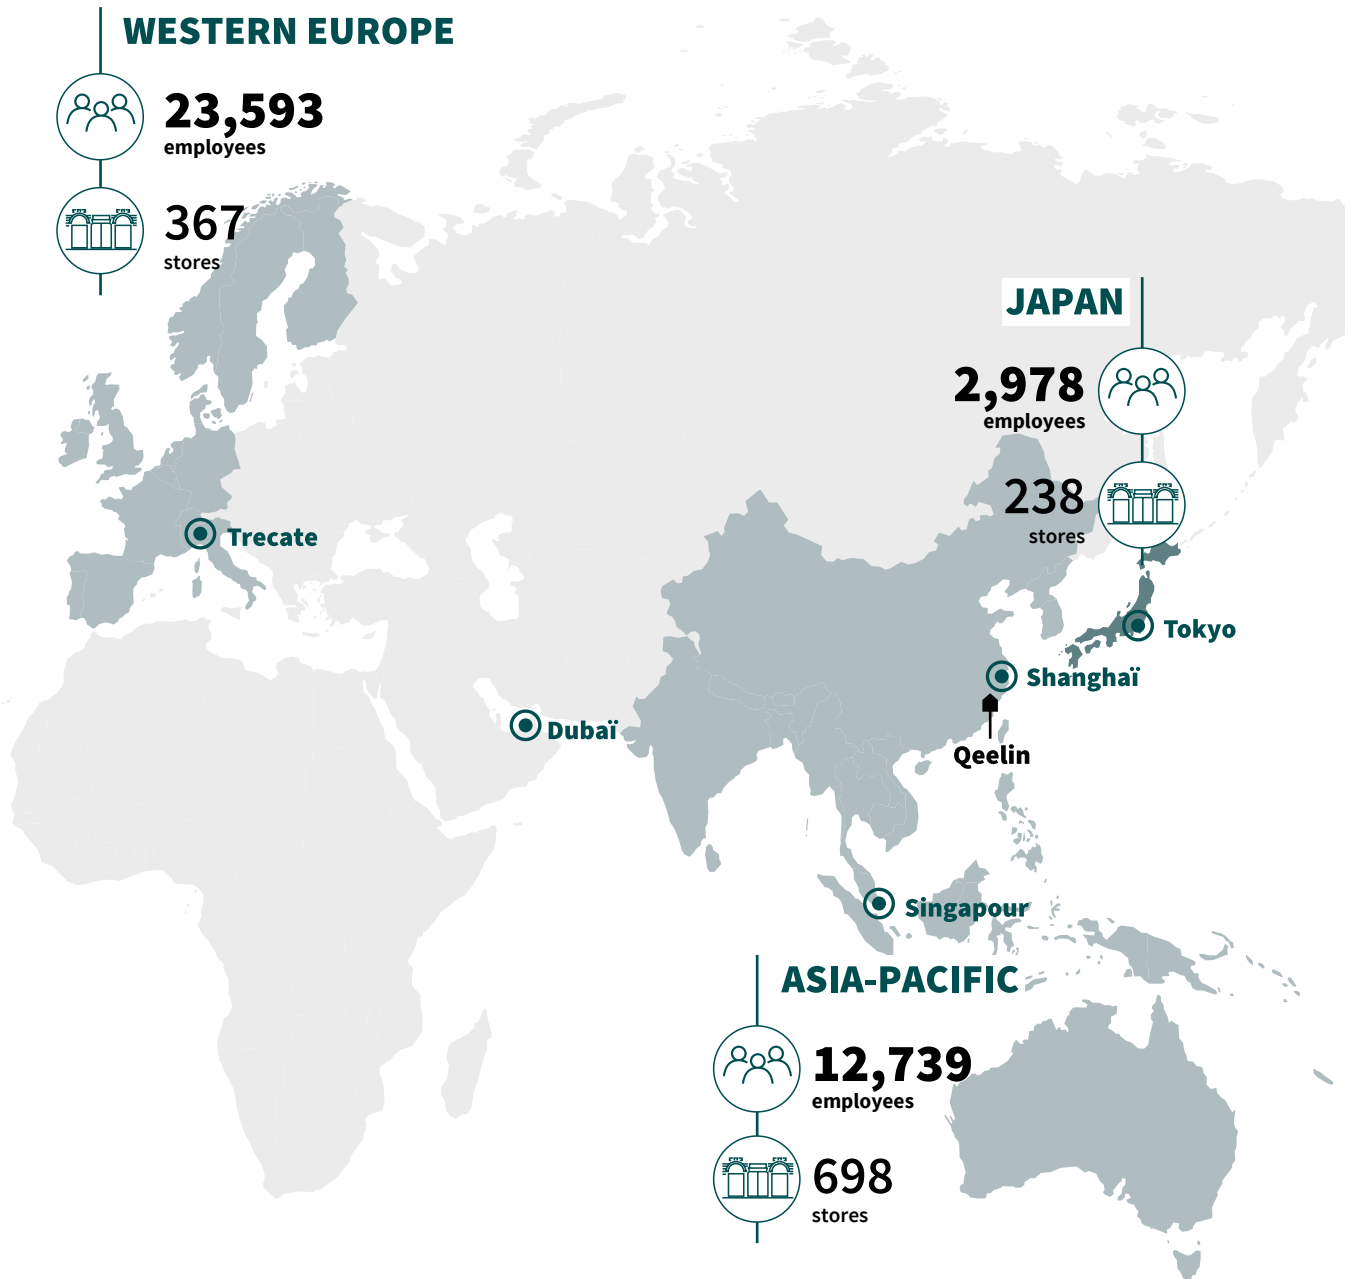 WESTERN EUROPE
23,593
employees
367
stores
JAPAN
2,978
employees
238
stores
Trecate
Tokyo
Shanghaï
Dubaï
Qeelin
Singapour
ASIA-PACIFIC
12,739
employees
698
stores